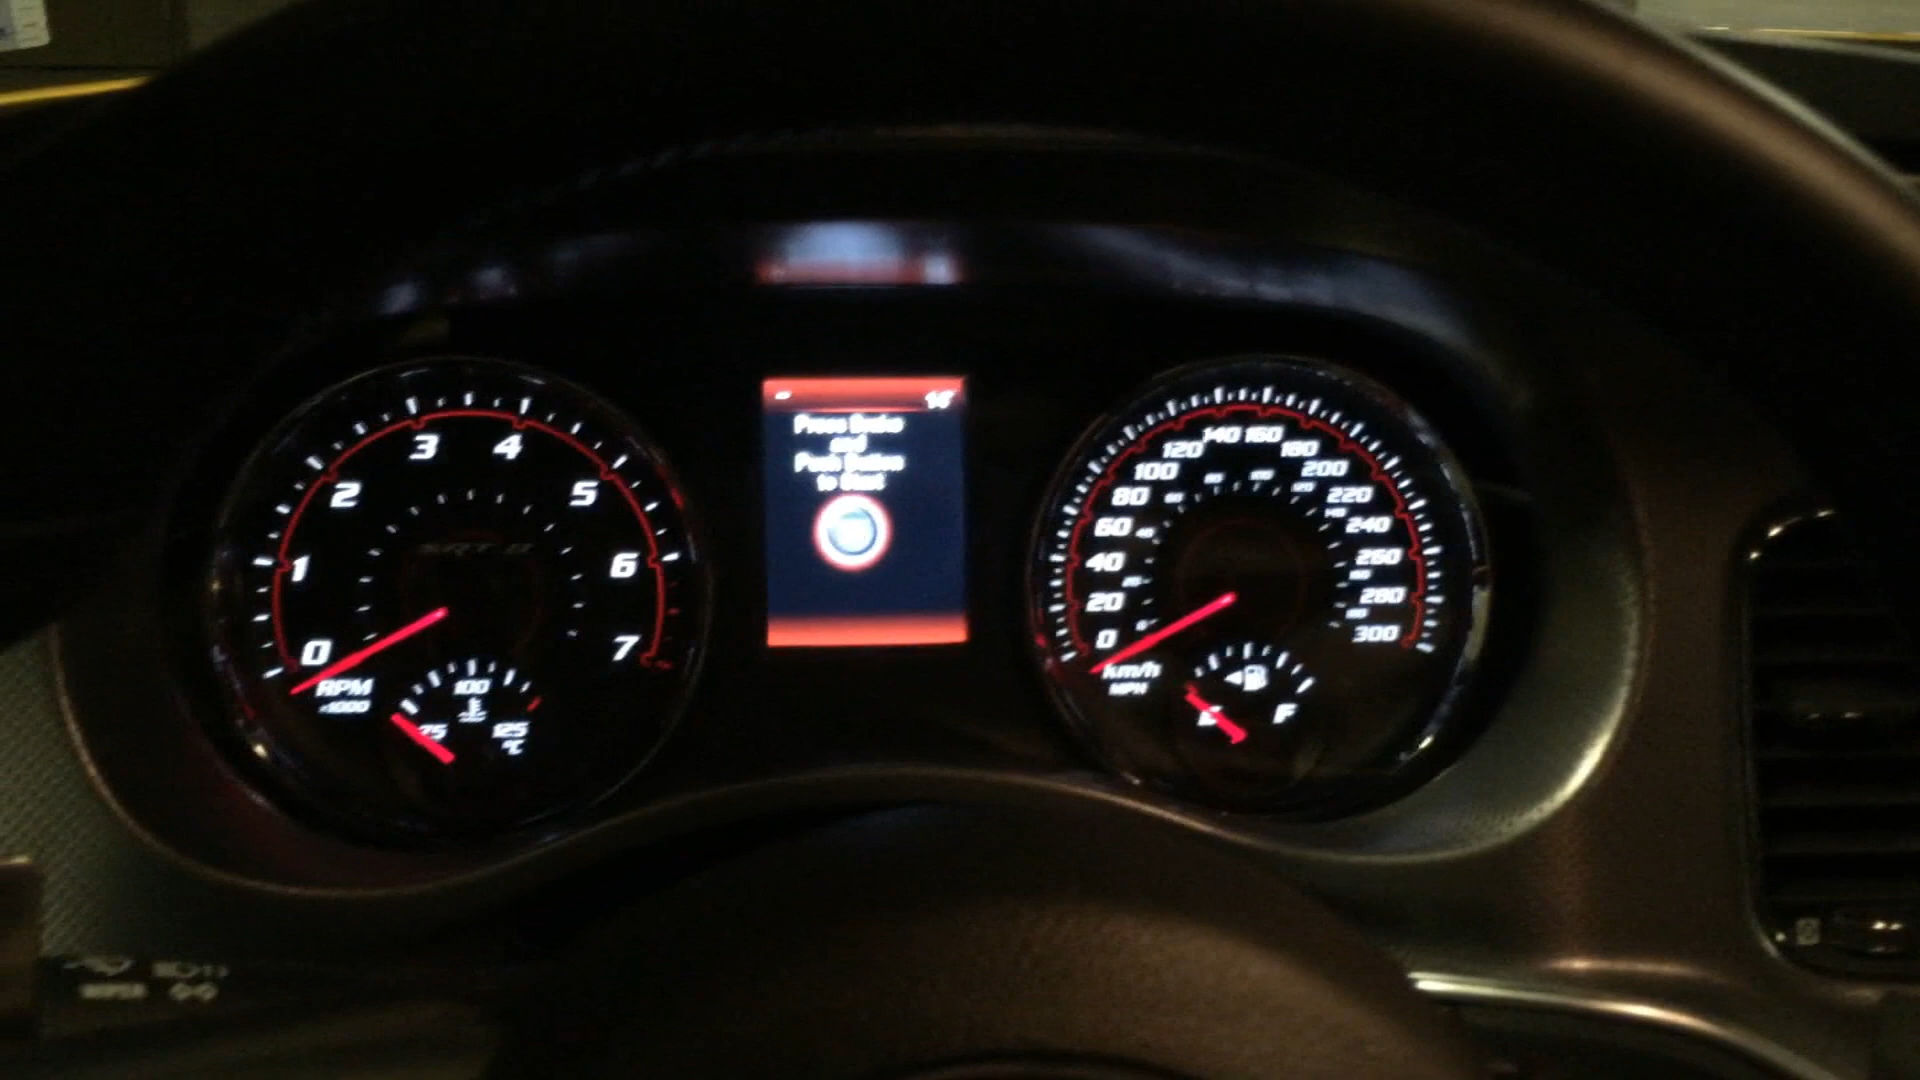 3 4
2 5
1 6
0 7
RPM
x1000
100
75 125
°C
Press Brake
and
Push Button
to Start
140 160
120 180
100 200
80 220
60 240
40 260
20 280
0 300
km/h
MPH
E F